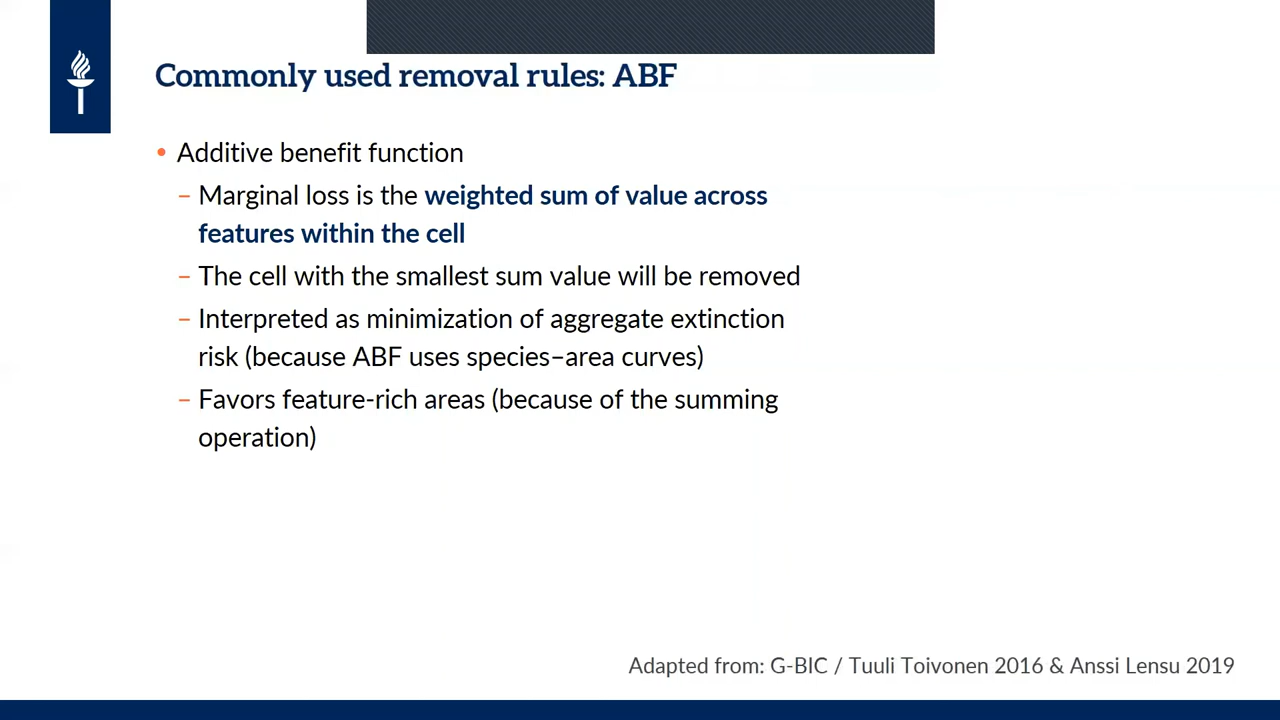 Commonly used removal rules: ABF
• Additive benefit function
– Marginal loss is the weighted sum of value across
features within the cell
– The cell with the smallest sum value will be removed
– Interpreted as minimization of aggregate extinction
risk (because ABF uses species–area curves)
– Favors feature-rich areas (because of the summing
operation)
Adapted from: G-BIC / Tuuli Toivonen 2016 & Anssi Lensu 2019